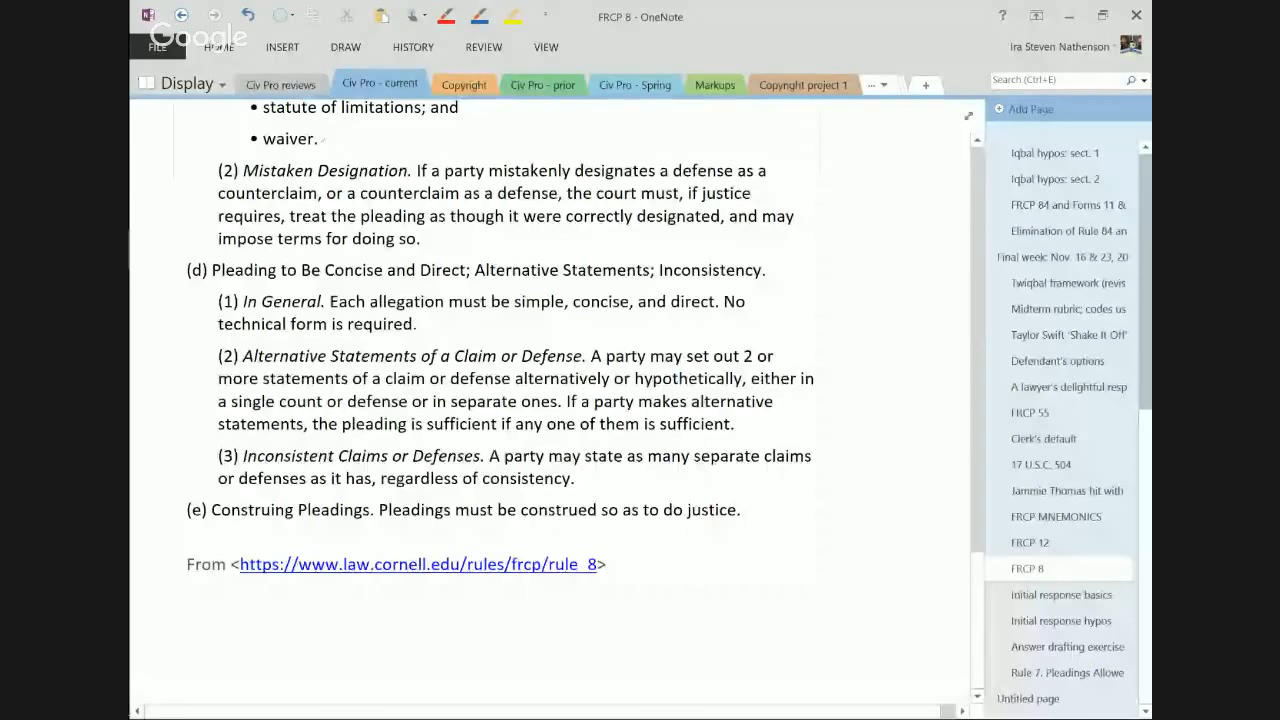 FRCP 8 - OneNote
Google
FILE HOME INSERT DRAW HISTORY REVIEW VIEW
Ira Steven Nathenson
Display
Civ Pro reviews
Civ Pro - current
Copyright
Civ Pro - prior
Civ Pro - Spring
Markups
Copyright project 1
Search (Ctrl+E)
• statute of limitations; and
• waiver.
(2) Mistaken Designation. If a party mistakenly designates a defense as a
counterclaim, or a counterclaim as a defense, the court must, if justice
requires, treat the pleading as though it were correctly designated, and may
impose terms for doing so.
(d) Pleading to Be Concise and Direct; Alternative Statements; Inconsistency.
(1) In General. Each allegation must be simple, concise, and direct. No
technical form is required.
(2) Alternative Statements of a Claim or Defense. A party may set out 2 or
more statements of a claim or defense alternatively or hypothetically, either in
a single count or defense or in separate ones. If a party makes alternative
statements, the pleading is sufficient if any one of them is sufficient.
(3) Inconsistent Claims or Defenses. A party may state as many separate claims
or defenses as it has, regardless of consistency.
(e) Construing Pleadings. Pleadings must be construed so as to do justice.
From <https://www.law.cornell.edu/rules/frcp/rule_8>
Add Page
Iqbal hypos: sect. 1
Iqbal hypos: sect. 2
FRCP 84 and Forms 11 &
Elimination of Rule 84 an
Final week: Nov. 16 & 23, 20
Twiqbal framework (revis
Midterm rubric; codes us
Taylor Swift 'Shake It Off'
Defendant's options
A lawyer's delightful resp
FRCP 55
Clerk's default
17 U.S.C. 504
Jammie Thomas hit with
FRCP MNEMONICS
FRCP 12
FRCP 8
Initial response basics
Initial response hypos
Answer drafting exercise
Rule 7. Pleadings Allowe
Untitled page